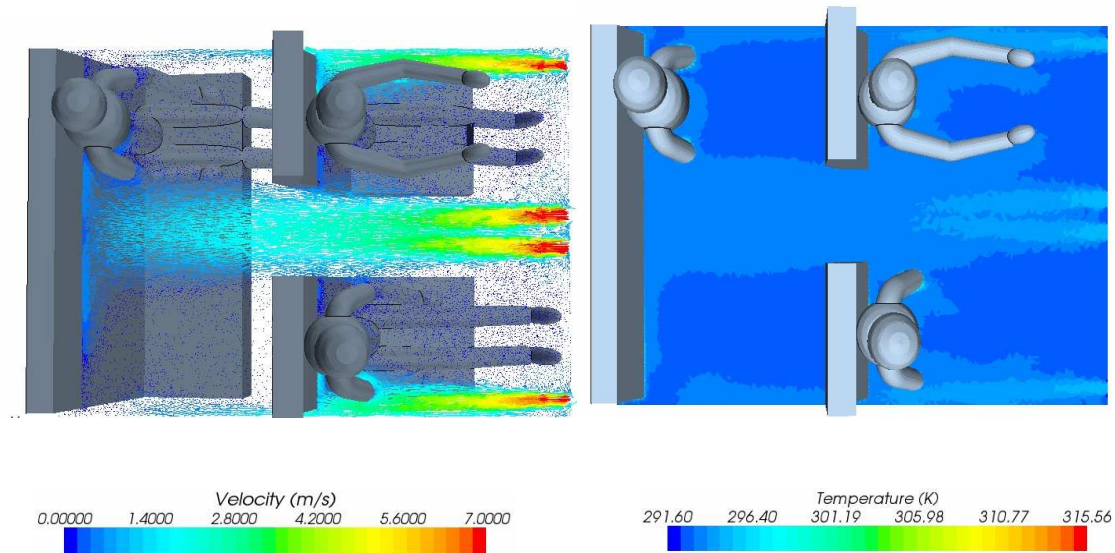 Velocity (m/s)
0.00000 1.4000 2.8000 4.2000 5.6000 7.0000
Temperature (K)
291.60 296.40 301.19 305.98 310.77 315.56